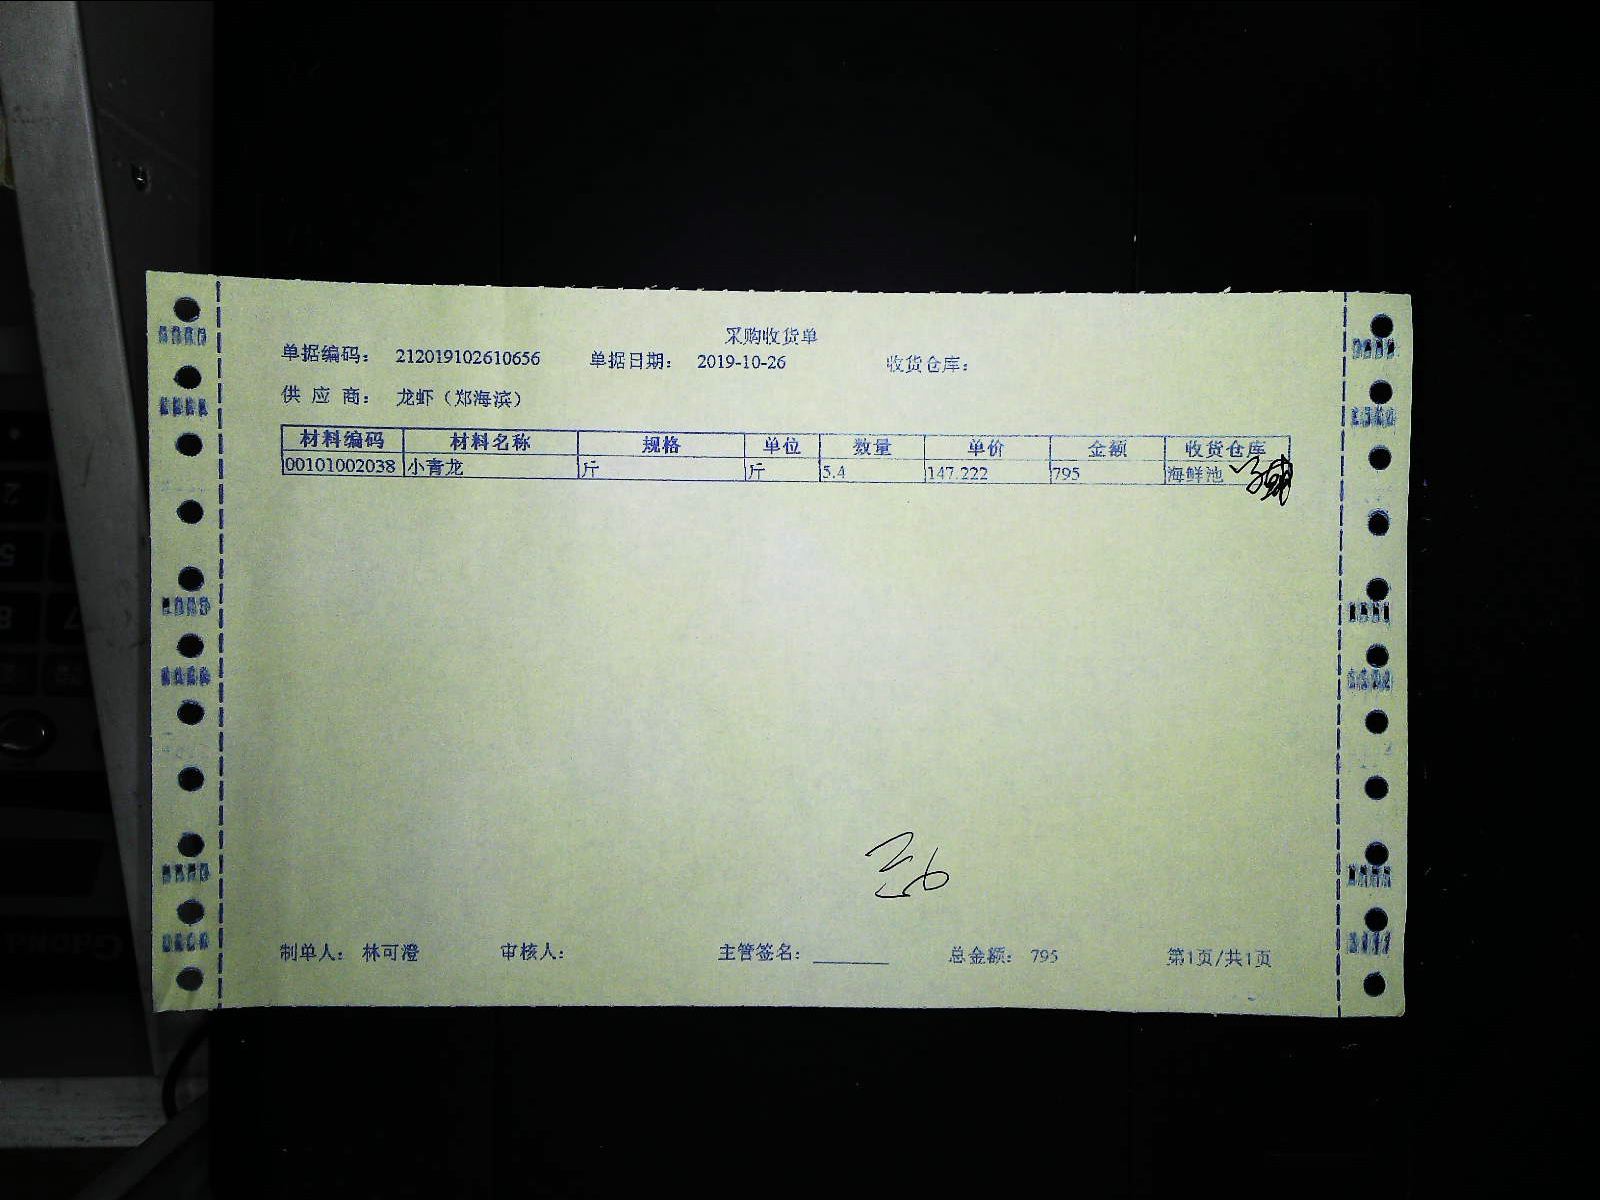 采购收货单
单据编码： 212019102610656 单据日期： 2019-10-26 收货仓库：
供 应 商： 龙虾（郑海滨）
材料编码 材料名称 规格 单位 数量 单价 金额 收货仓库
00101002038 小青龙 斤 斤 5.4 147.222 795 海鲜池
制单人： 林可澄 审核人： 主管签名： 总金额： 795 第1页/共1页